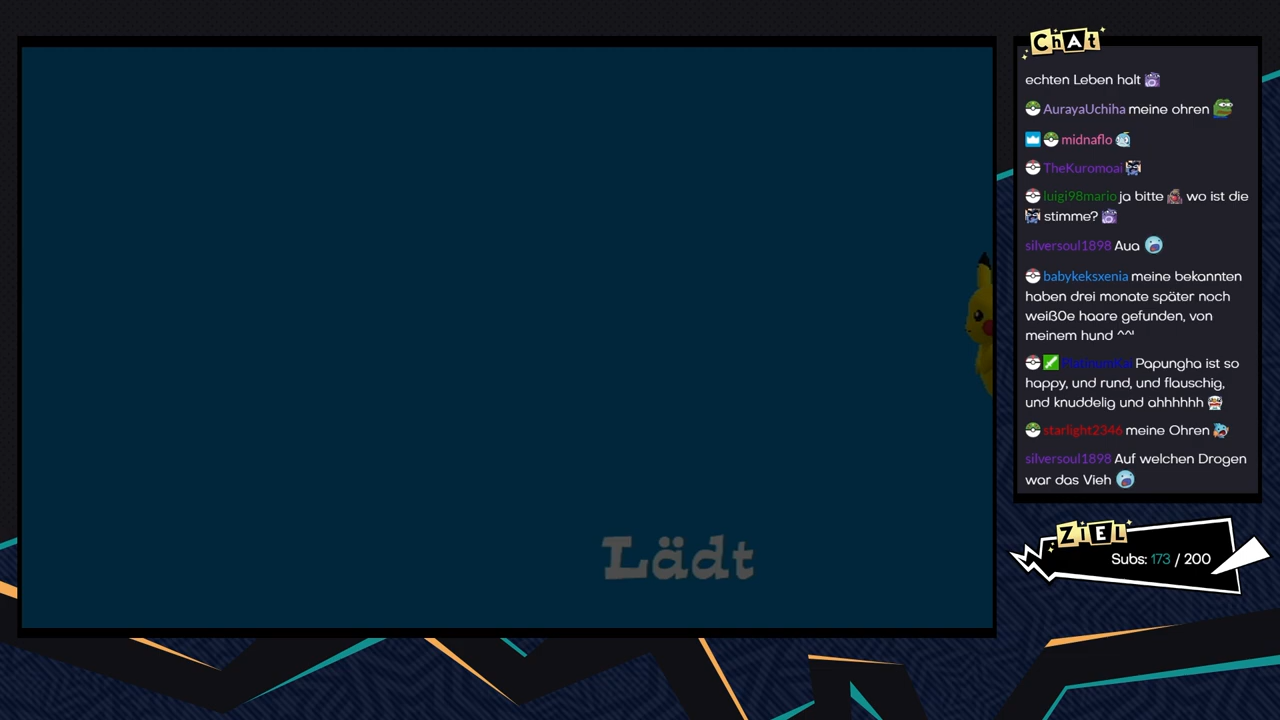 Lädt
ChAt
echten Leben halt
AurayaUchiha meine ohren
midnaflo
TheKuromoai
luigi98mario ja bitte wo ist die
stimme?
silversoul1898 Aua
babykeksxenia meine bekannten
haben drei monate später noch
weiß0e haare gefunden, von
meinem hund ^^'
PlatinumKai Papungha ist so
happy, und rund, und flauschig,
und knuddelig und ahhhhhh
starlight2346 meine Ohren
silversoul1898 Auf welchen Drogen
war das Vieh
ZIEL
Subs: 173 / 200